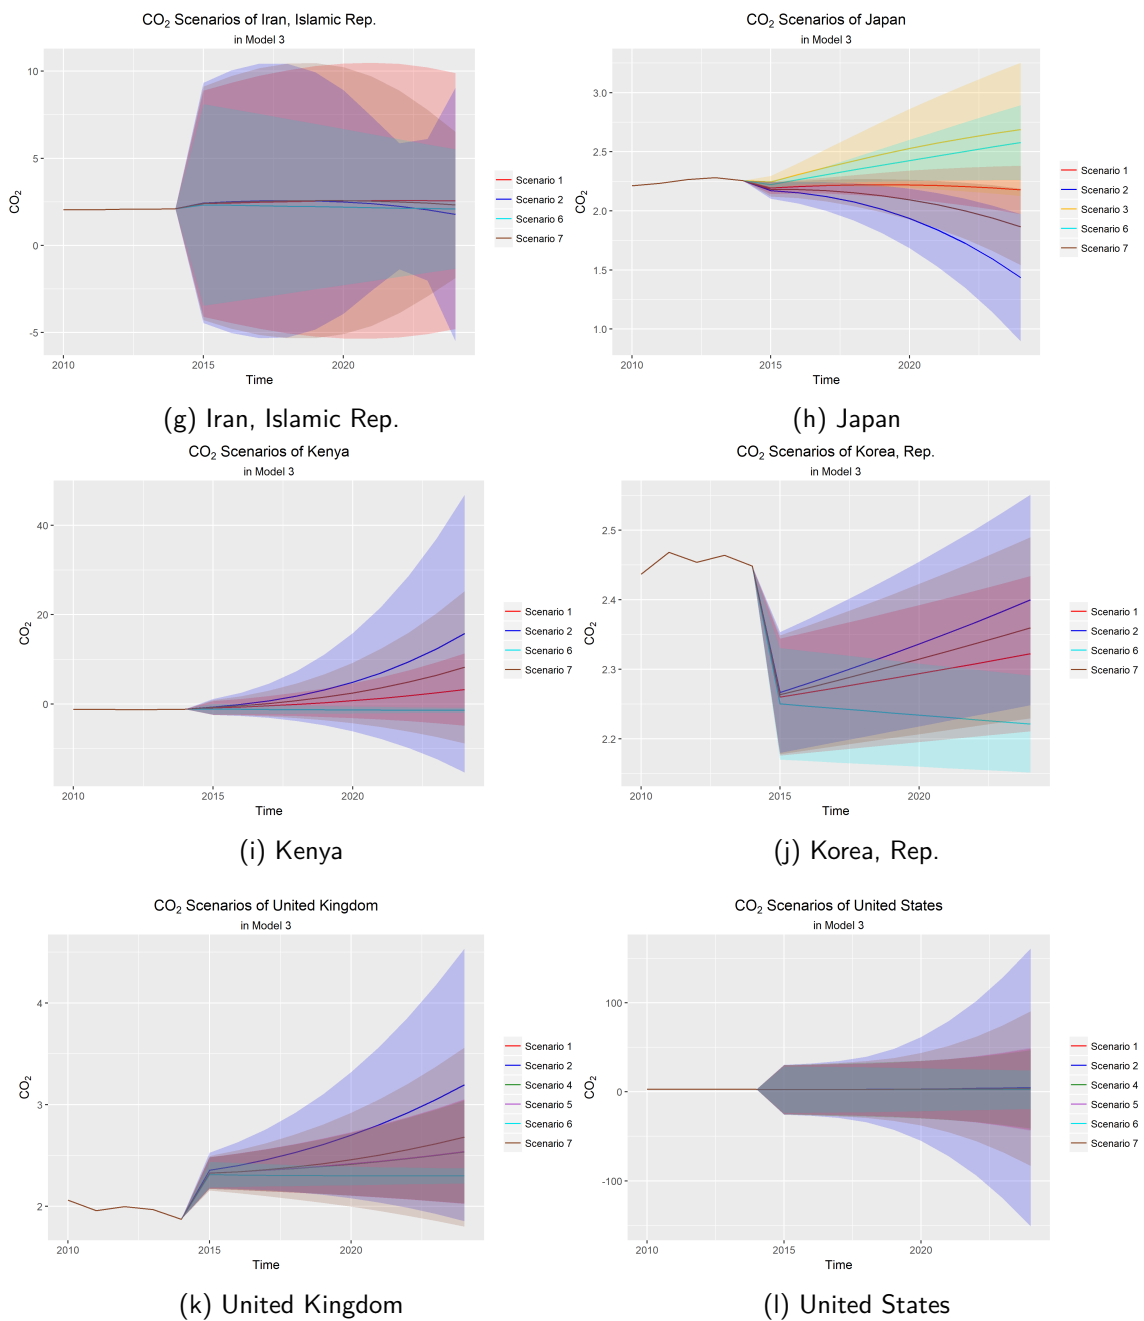 CO₂ Scenarios of Iran, Islamic Rep.
in Model 3
10
5
0
-5
CO₂
2010
2015
2020
Time
Scenario 1
Scenario 2
Scenario 6
Scenario 7
(g) Iran, Islamic Rep.
CO₂ Scenarios of Japan
in Model 3
3.0
2.5
2.0
1.5
1.0
CO₂
2010
2015
2020
Time
Scenario 1
Scenario 2
Scenario 3
Scenario 6
Scenario 7
(h) Japan
CO₂ Scenarios of Kenya
in Model 3
40
20
0
CO₂
2010
2015
2020
Time
Scenario 1
Scenario 2
Scenario 6
Scenario 7
(i) Kenya
CO₂ Scenarios of Korea, Rep.
in Model 3
2.5
2.4
2.3
2.2
CO₂
2010
2015
2020
Time
Scenario 1
Scenario 2
Scenario 6
Scenario 7
(j) Korea, Rep.
CO₂ Scenarios of United Kingdom
in Model 3
4
3
2
CO₂
2010
2015
2020
Time
Scenario 1
Scenario 2
Scenario 4
Scenario 5
Scenario 6
Scenario 7
(k) United Kingdom
CO₂ Scenarios of United States
in Model 3
100
0
-100
CO₂
2010
2015
2020
Time
Scenario 1
Scenario 2
Scenario 4
Scenario 5
Scenario 6
Scenario 7
(l) United States